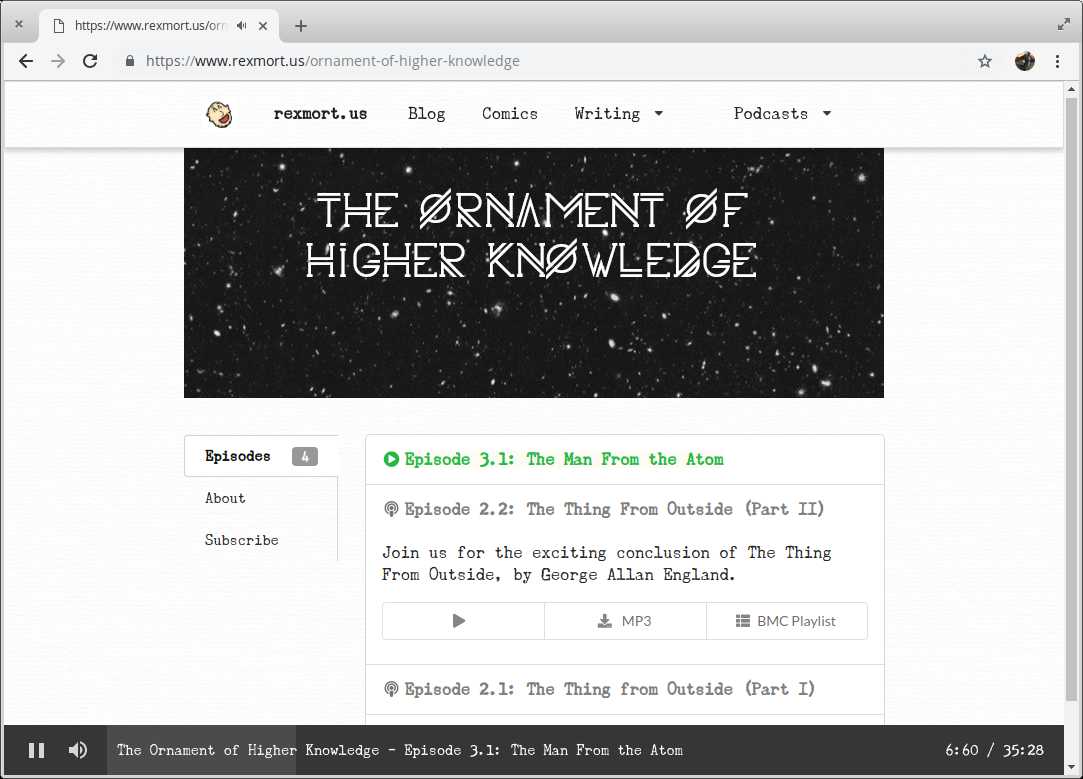 https://www.rexmort.us/orn
https://www.rexmort.us/ornament-of-higher-knowledge
rexmort.us Blog Comics Writing Podcasts
THE ØRNAMENT ØF
HIGHER KNØWLEDGE
Episodes 4
About
Subscribe
Episode 3.1: The Man From the Atom
Episode 2.2: The Thing From Outside (Part II)
Join us for the exciting conclusion of The Thing
From Outside, by George Allan England.
MP3 BMC Playlist
Episode 2.1: The Thing from Outside (Part I)
The Ornament of Higher Knowledge - Episode 3.1: The Man From the Atom 6:60 / 35:28